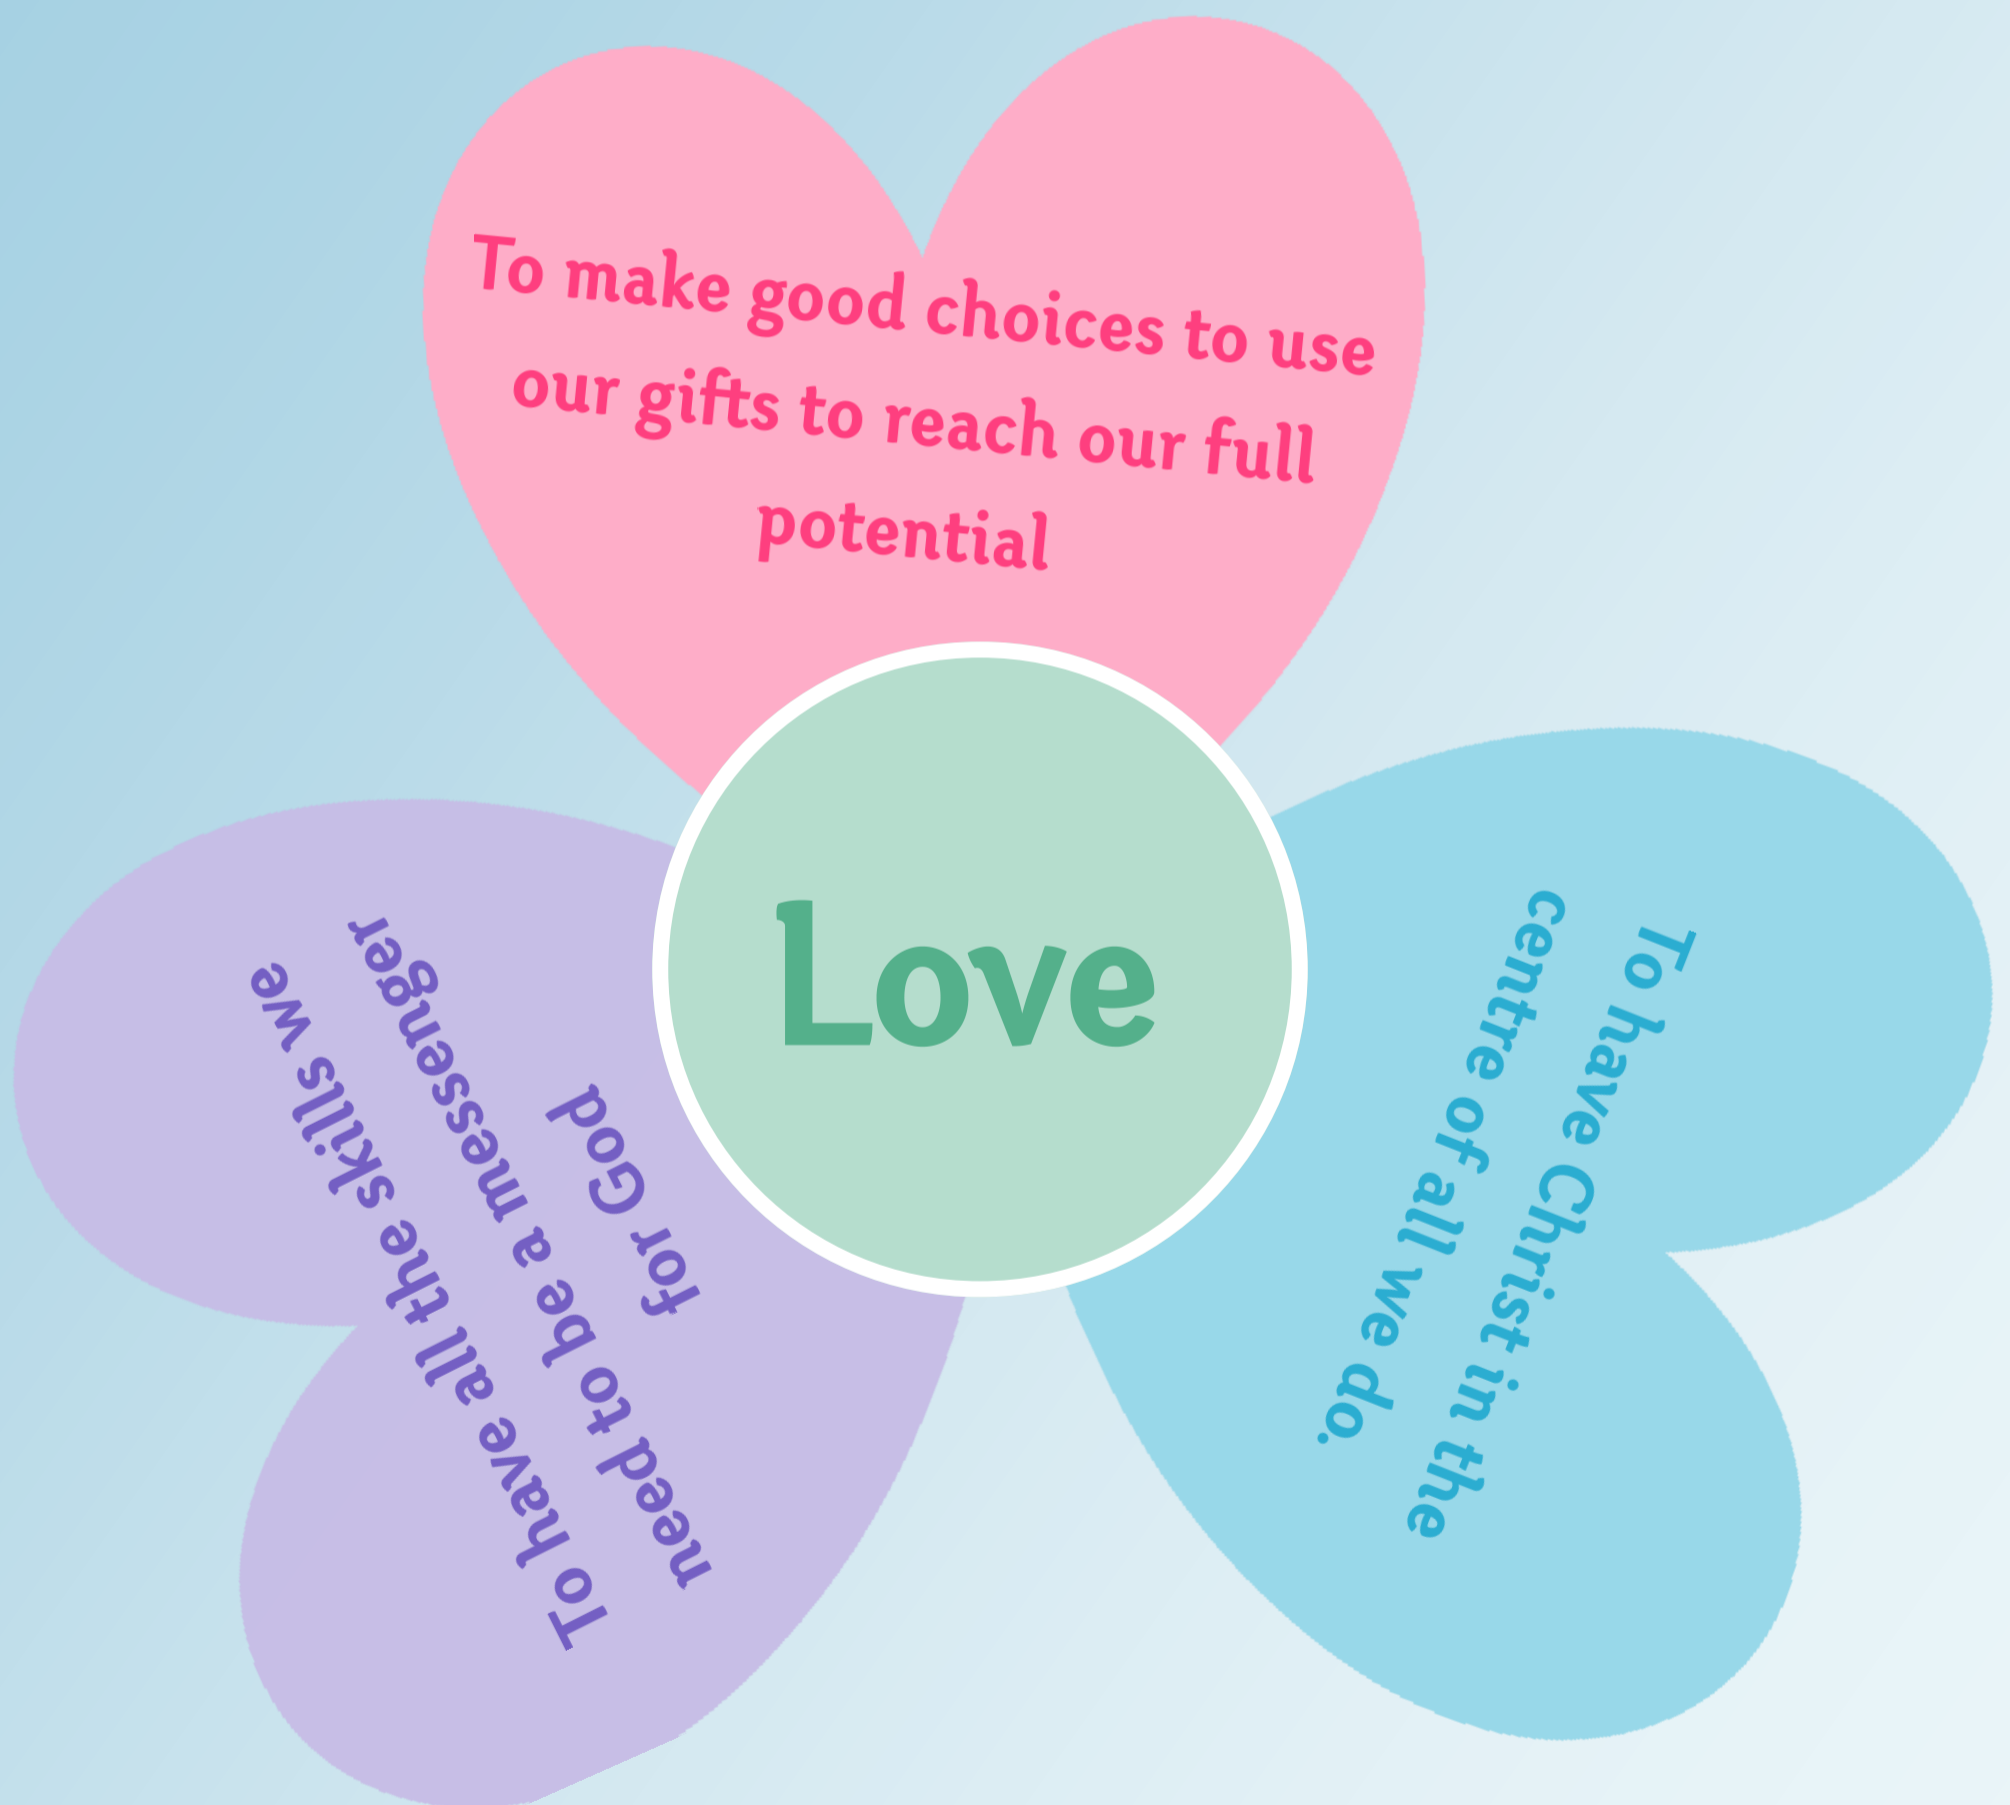 To make good choices to use
our gifts to reach our full
potential
Love
To have Christ in the
centre of all we do.
To have all the skills we
need to be a messenger
for God